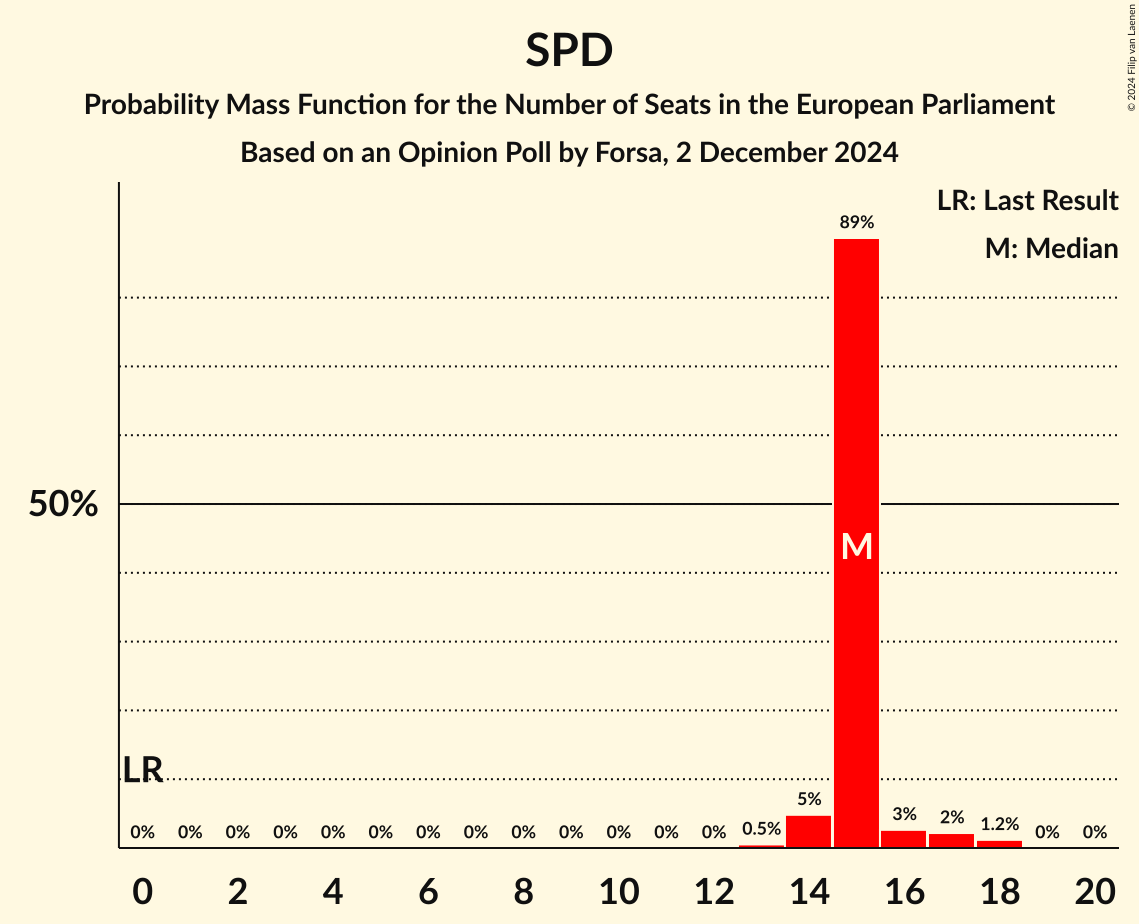 SPD
Probability Mass Function for the Number of Seats in the European Parliament
Based on an Opinion Poll by Forsa, 2 December 2024
© 2024 Filip van Laenen
LR: Last Result
M: Median
89%
50%
M
LR
0% 0% 0% 0% 0% 0% 0% 0% 0% 0% 0% 0% 0% 0.5% 5% 3% 2% 1.2% 0% 0%
0 2 4 6 8 10 12 14 16 18 20